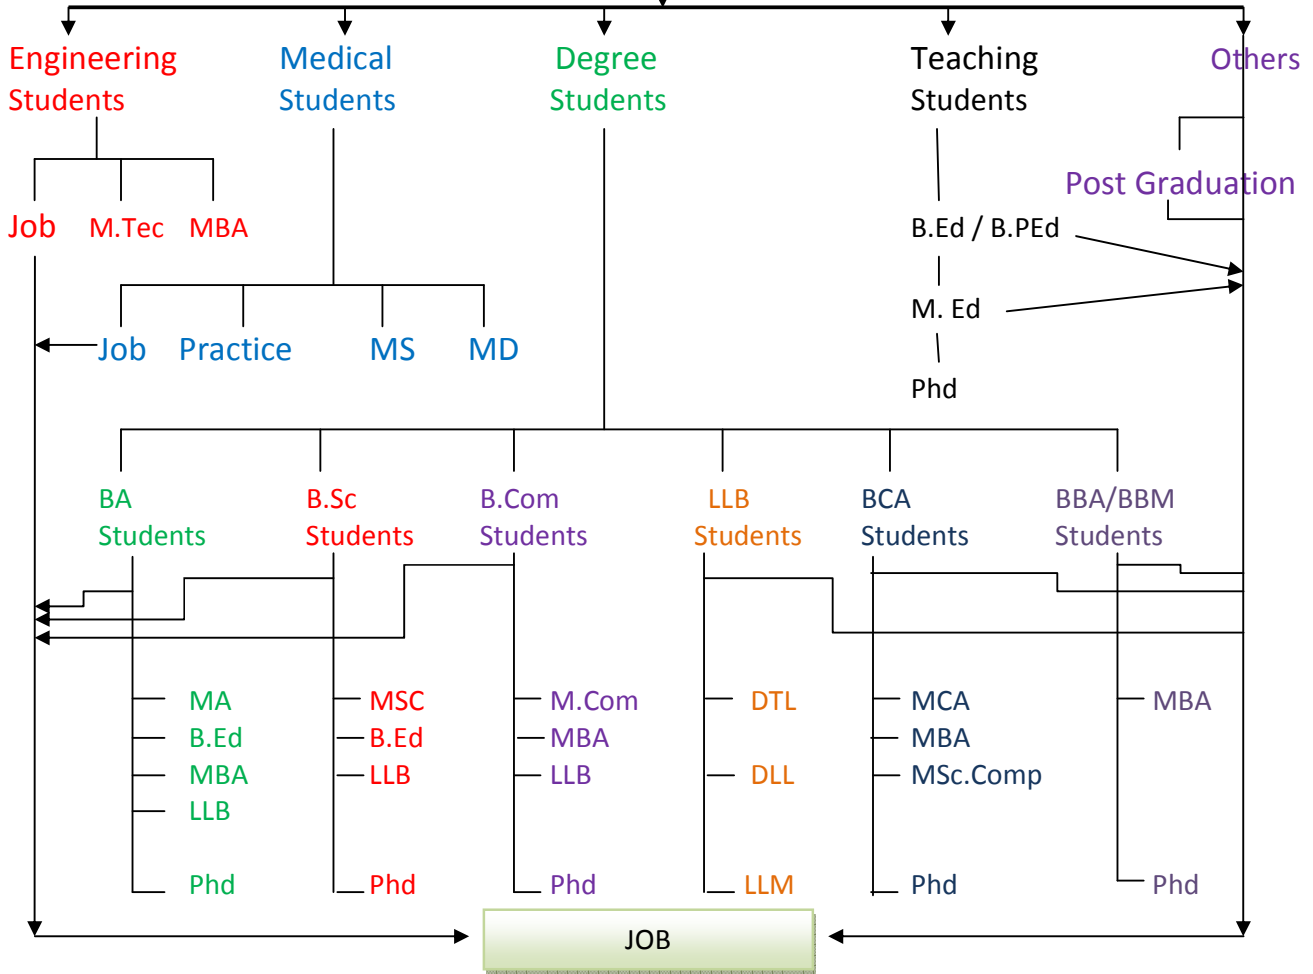 Engineering Students
Medical Students
Degree Students
Teaching Students
Others
Post Graduation
Job M.Tec MBA
B.Ed / B.PEd
M. Ed
Phd
Job Practice MS MD
BA Students
B.Sc Students
B.Com Students
LLB Students
BCA Students
BBA/BBM Students
MA MSC M.Com DTL MCA MBA
B.Ed B.Ed MBA MBA
MBA LLB LLB DLL MSc.Comp
LLB
Phd Phd Phd LLM Phd Phd
JOB